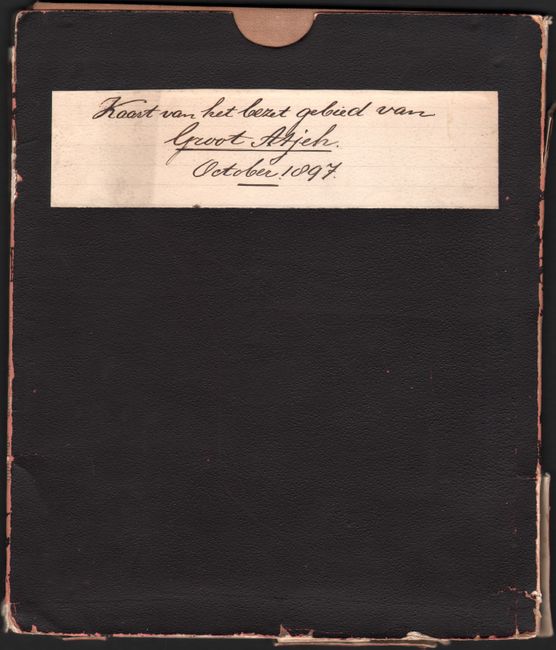 Kaart van het bezet gebied van
Groot Atjeh.
October 1897.